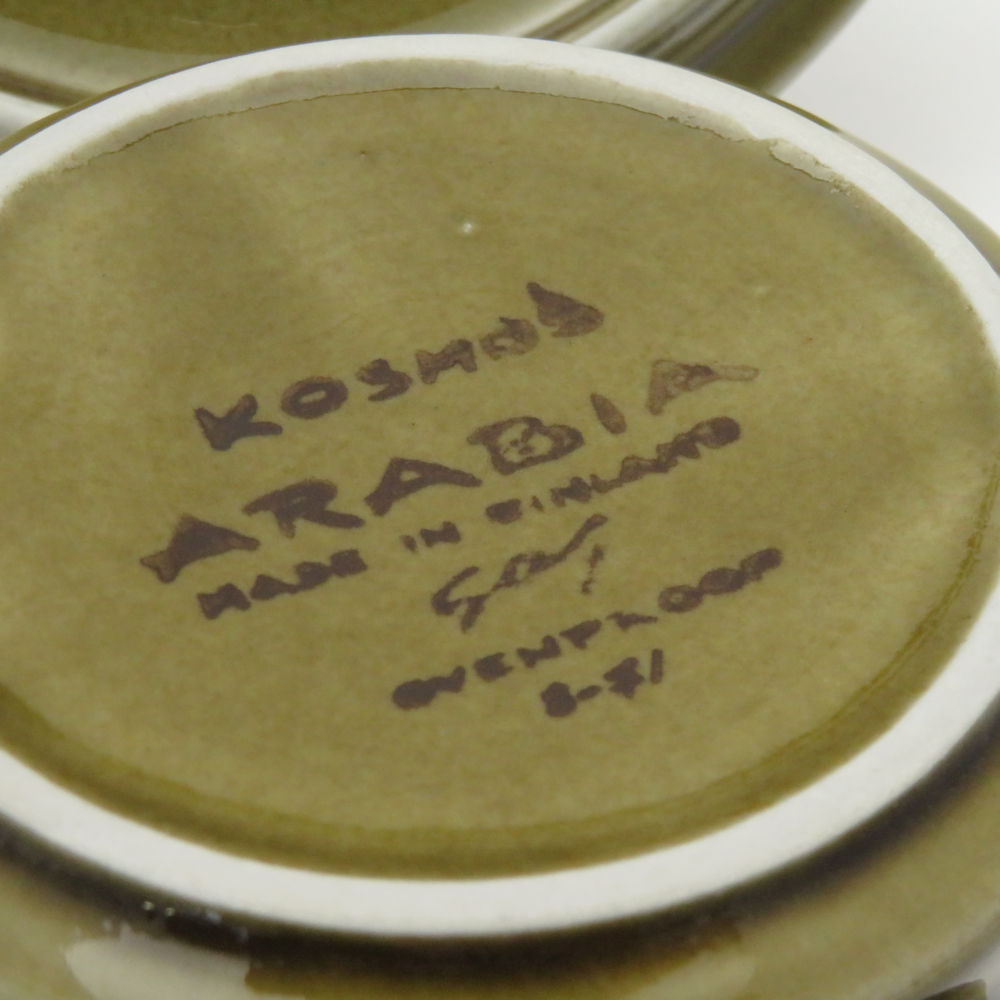 KOSMOS
ARABIA
MADE IN FINLAND
OVENPROOF
8-71